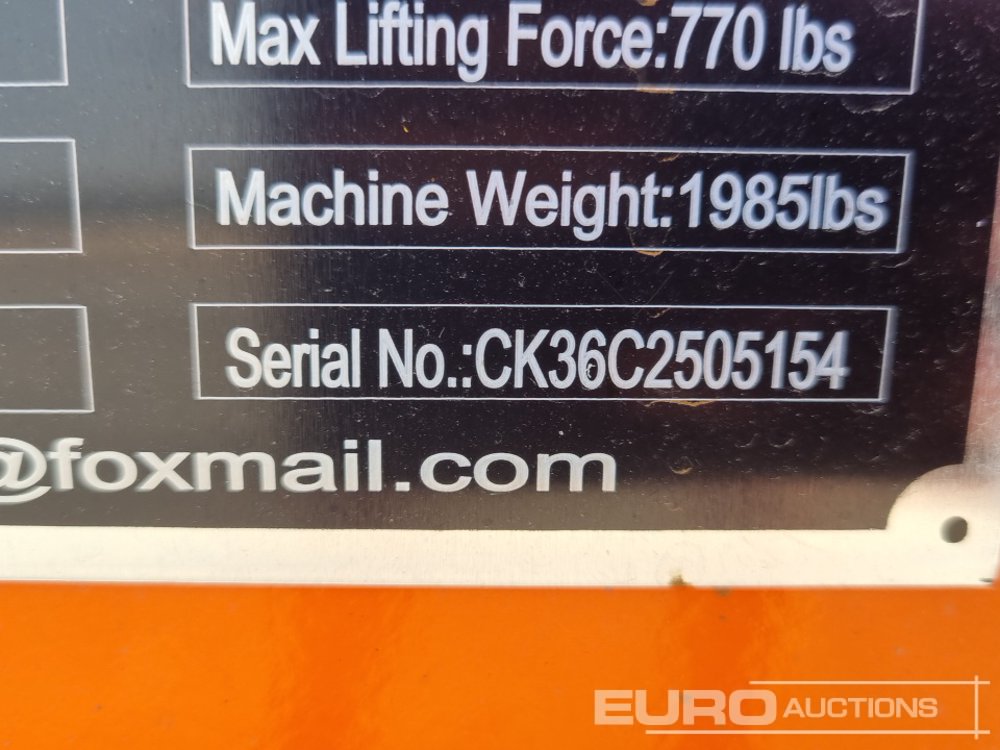 Max Lifting Force:770 lbs
Machine Weight:1985lbs
Serial No.:CK36C2505154
@foxmail.com
EURO AUCTIONS